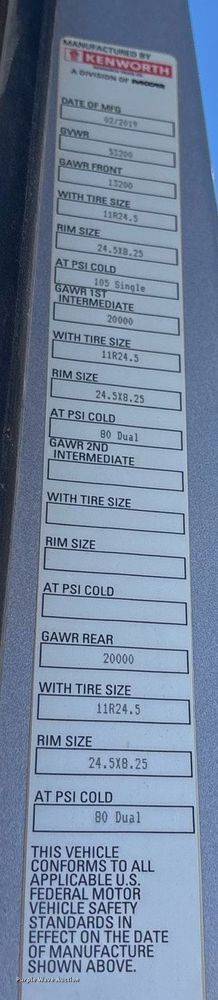 MANUFACTURED BY
KENWORTH
A DIVISION OF PACCAR
DATE OF MFG
02/2019
GVWR
53200
GAWR FRONT
13200
WITH TIRE SIZE
11R24.5
RIM SIZE
24.5X8.25
AT PSI COLD
105 Single
GAWR 1ST
INTERMEDIATE
20000
WITH TIRE SIZE
11R24.5
RIM SIZE
24.5X8.25
AT PSI COLD
80 Dual
GAWR 2ND
INTERMEDIATE
WITH TIRE SIZE
RIM SIZE
AT PSI COLD
GAWR REAR
20000
WITH TIRE SIZE
11R24.5
RIM SIZE
24.5X8.25
AT PSI COLD
80 Dual
THIS VEHICLE
CONFORMS TO ALL
APPLICABLE U.S.
FEDERAL MOTOR
VEHICLE SAFETY
STANDARDS IN
EFFECT ON THE DATE
OF MANUFACTURE
SHOWN ABOVE.
Purple Wave Auction